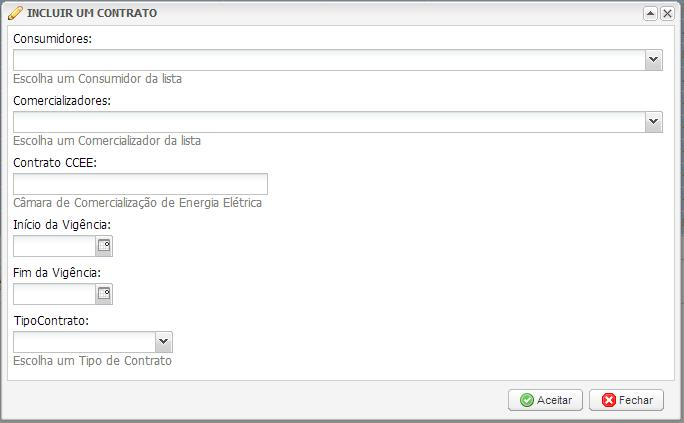 INCLUIR UM CONTRATO
Consumidores:
Escolha um Consumidor da lista
Comercializadores:
Escolha um Comercializador da lista
Contrato CCEE:
Câmara de Comercialização de Energia Elétrica
Início da Vigência:
Fim da Vigência:
TipoContrato:
Escolha um Tipo de Contrato
Aceitar Fechar